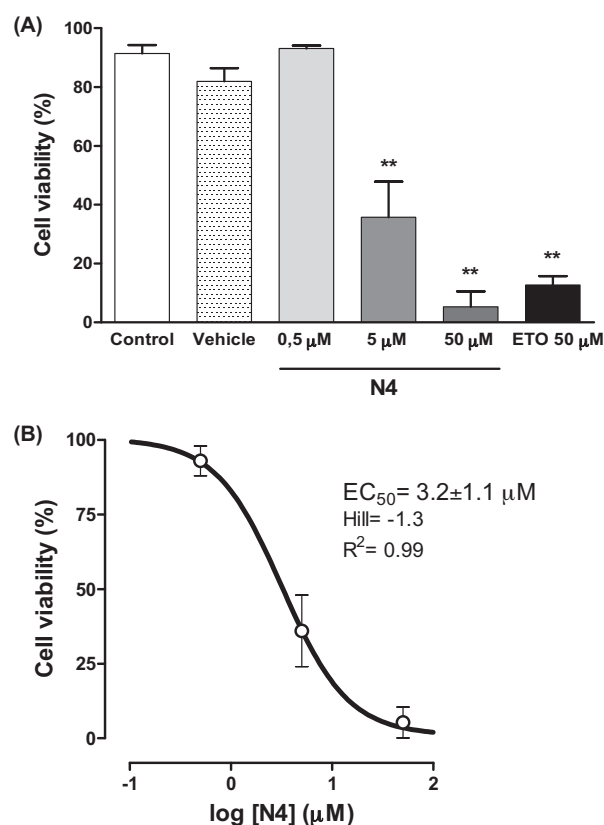 (A)
Cell viability (%)
100
80
60
40
20
0
**
**
**
Control Vehicle 0,5 μM 5 μM 50 μM ETO 50 μM
N4
(B)
Cell viability (%)
100
75
50
25
0
EC50= 3.2±1.1 μM
Hill= -1.3
R2= 0.99
-1 0 1 2
log [N4] (μM)